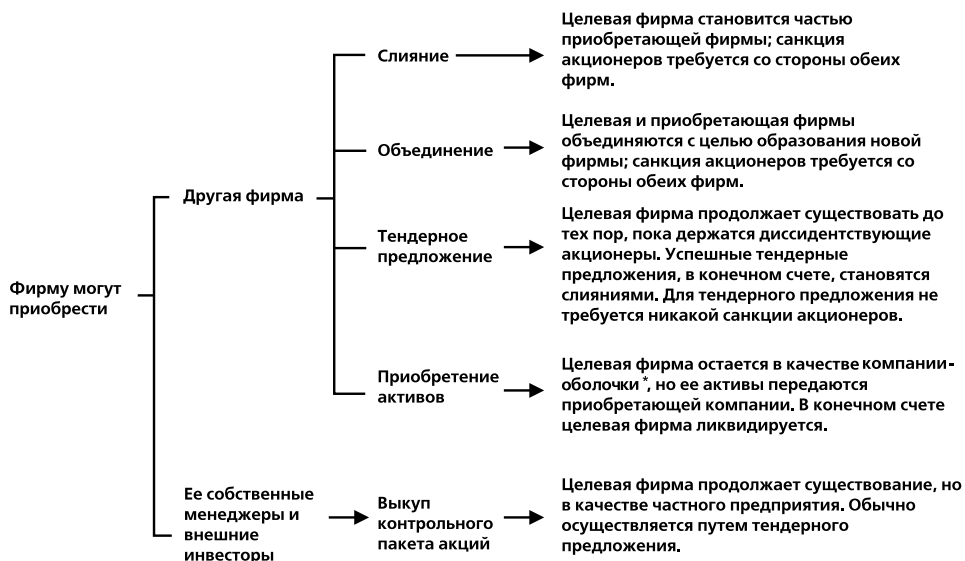 Слияние
Целевая фирма становится частью
приобретающей фирмы; санкция
акционеров требуется со стороны обеих
фирм.
Объединение
Целевая и приобретающая фирмы
объединяются с целью образования новой
фирмы; санкция акционеров требуется со
стороны обеих фирм.
Другая фирма
Тендерное
предложение
Целевая фирма продолжает существовать до
тех пор, пока держатся диссидентствующие
акционеры. Успешные тендерные
предложения, в конечном счете, становятся
слияниями. Для тендерного предложения не
требуется никакой санкции акционеров.
Фирму могут
приобрести
Приобретение
активов
Целевая фирма остается в качестве компании-
оболочки*, но ее активы передаются
приобретающей компании. В конечном счете
целевая фирма ликвидируется.
Ее собственные
менеджеры и
внешние
инвесторы
Выкуп
контрольного
пакета акций
Целевая фирма продолжает существование, но
в качестве частного предприятия. Обычно
осуществляется путем тендерного
предложения.